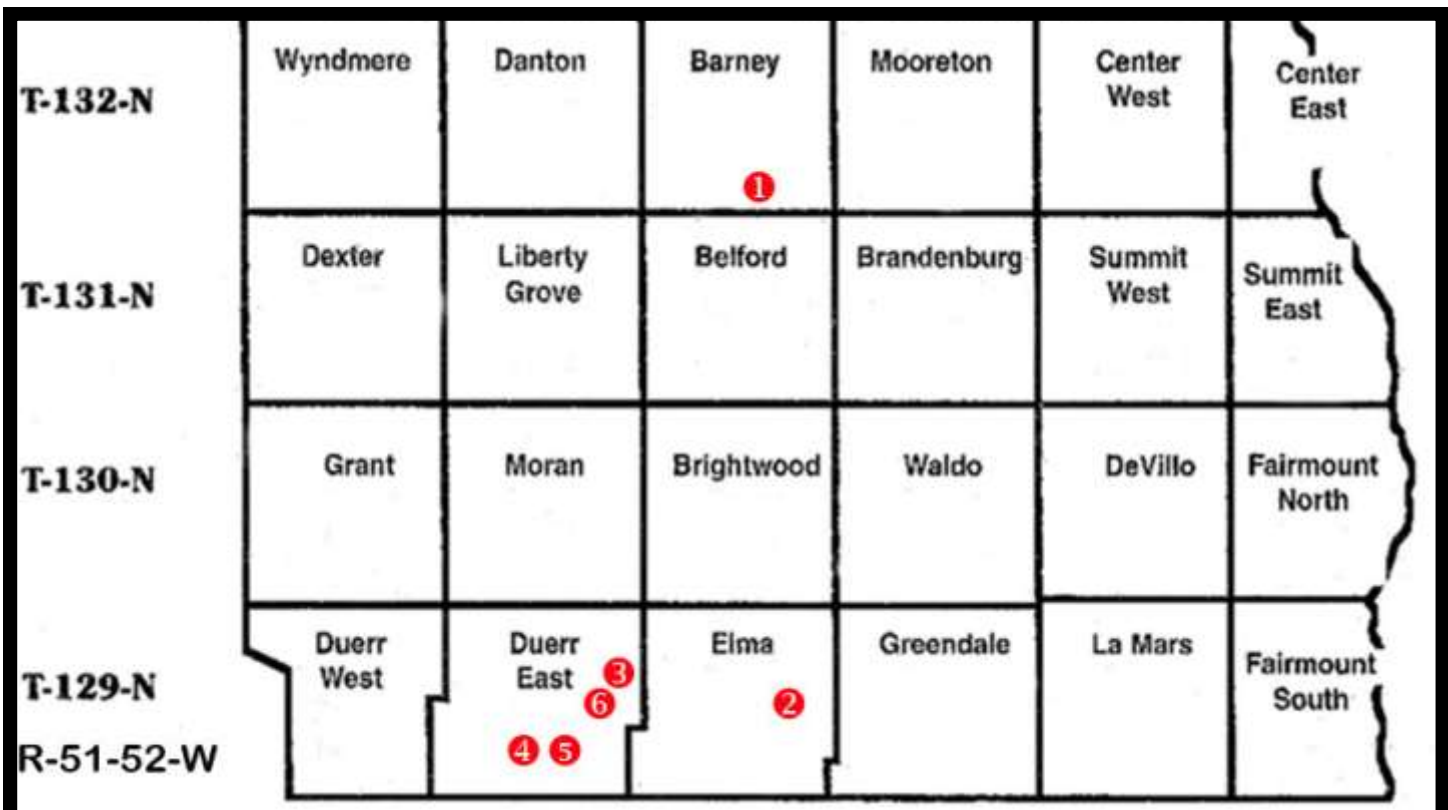 T-132-N
Wyndmere
Danton
Barney
Mooreton
Center
West
Center
East
1
T-131-N
Dexter
Liberty
Grove
Belford
Brandenburg
Summit
West
Summit
East
T-130-N
Grant
Moran
Brightwood
Waldo
DeVillo
Fairmount
North
T-129-N
R-51-52-W
Duerr
West
Duerr
East
3
6
4
5
Elma
2
Greendale
La Mars
Fairmount
South